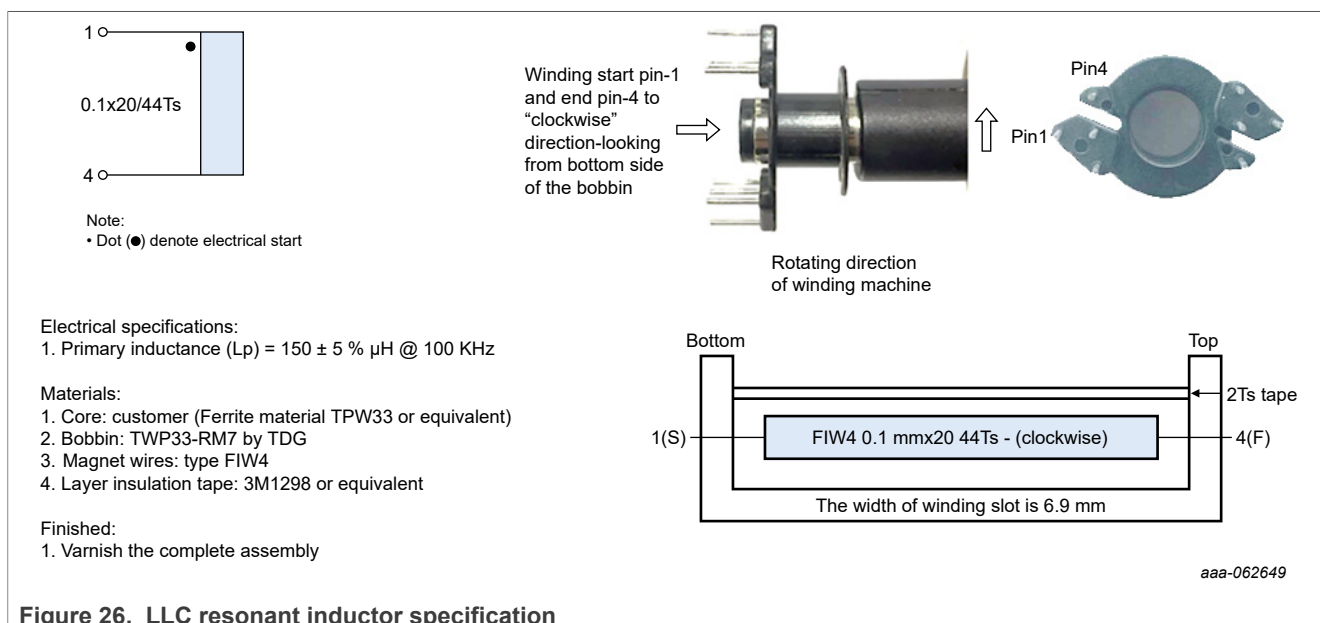 1
0.1x20/44Ts
4
Note:
• Dot (●) denote electrical start
Winding start pin-1
and end pin-4 to
“clockwise”
direction-looking
from bottom side
of the bobbin
Pin4
Pin1
Rotating direction
of winding machine
Electrical specifications:
1. Primary inductance (Lp) = 150 ± 5 % µH @ 100 KHz
Materials:
1. Core: customer (Ferrite material TPW33 or equivalent)
2. Bobbin: TWP33-RM7 by TDG
3. Magnet wires: type FIW4
4. Layer insulation tape: 3M1298 or equivalent
Finished:
1. Varnish the complete assembly
Bottom
Top
2Ts tape
1(S)
FIW4 0.1 mmx20 44Ts - (clockwise)
4(F)
The width of winding slot is 6.9 mm
aaa-062649
Figure 26. LLC resonant inductor specification